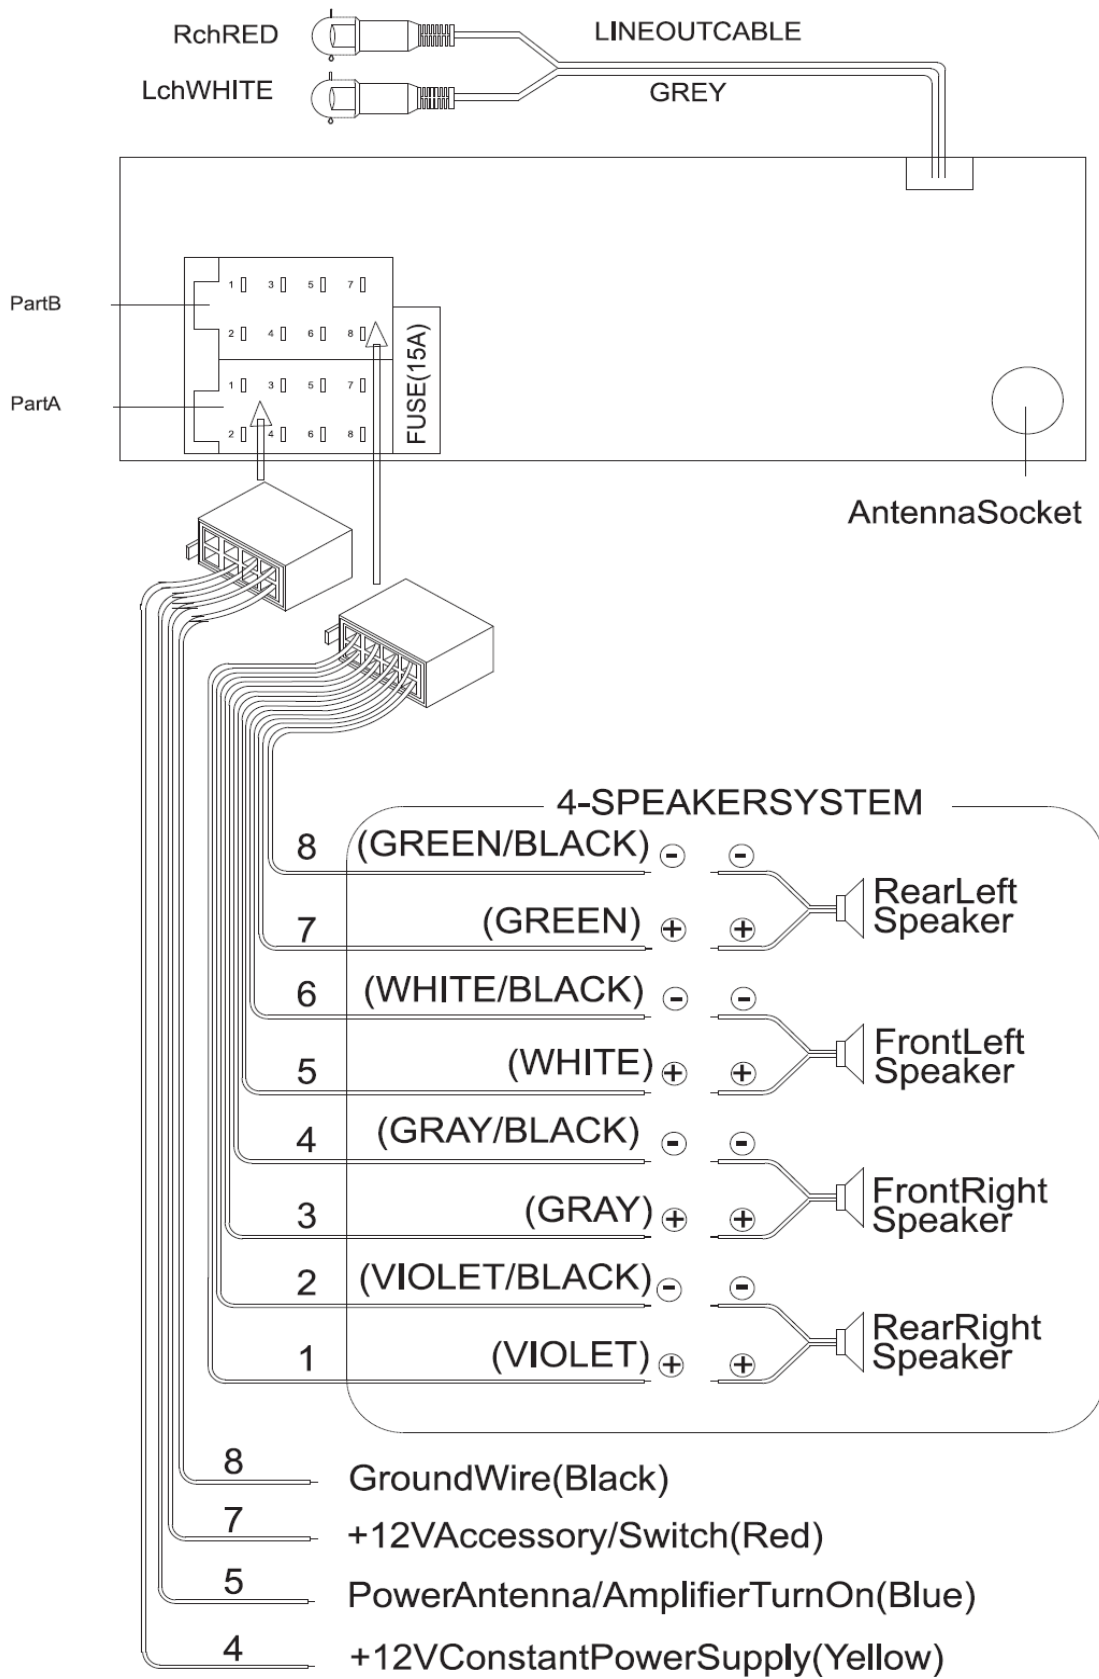 RchRED
LINEOUTCABLE
LchWHITE
GREY
PartB
1 3 5 7
2 4 6 8
PartA
1 3 5 7
2 4 6 8
FUSE(15A)
AntennaSocket
4-SPEAKERSYSTEM
8 (GREEN/BLACK) - -
7 (GREEN) + +
RearLeft
Speaker
6 (WHITE/BLACK) - -
5 (WHITE) + +
FrontLeft
Speaker
4 (GRAY/BLACK) - -
3 (GRAY) + +
FrontRight
Speaker
2 (VIOLET/BLACK) - -
1 (VIOLET) + +
RearRight
Speaker
8 GroundWire(Black)
7 +12VAccessory/Switch(Red)
5 PowerAntenna/AmplifierTurnOn(Blue)
4 +12VConstantPowerSupply(Yellow)